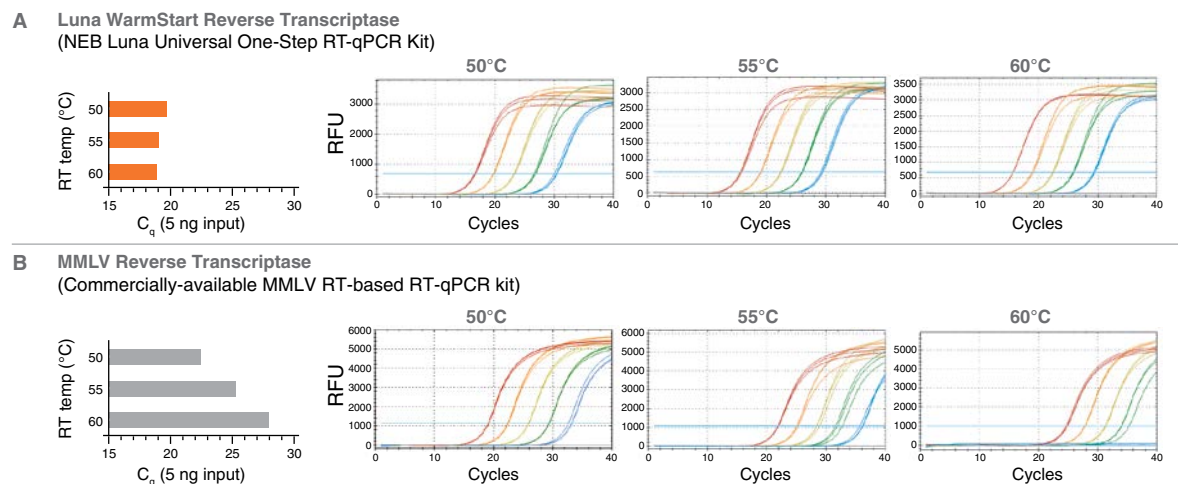 A Luna WarmStart Reverse Transcriptase
(NEB Luna Universal One-Step RT-qPCR Kit)
RT temp (°C)
50
55
60
15 20 25 30
Cq (5 ng input)
50°C
RFU
3000
2000
1000
0
0 10 20 30 40
Cycles
55°C
3000
2500
2000
1500
1000
500
0
0 10 20 30 40
Cycles
60°C
3500
3000
2500
2000
1500
1000
500
0
0 10 20 30 40
Cycles
B MMLV Reverse Transcriptase
(Commercially-available MMLV RT-based RT-qPCR kit)
RT temp (°C)
50
55
60
15 20 25 30
Cq (5 ng input)
50°C
RFU
6000
5000
4000
3000
2000
1000
0
0 10 20 30 40
Cycles
55°C
6000
5000
4000
3000
2000
1000
0
0 10 20 30 40
Cycles
60°C
5000
4000
3000
2000
1000
0
0 10 20 30 40
Cycles